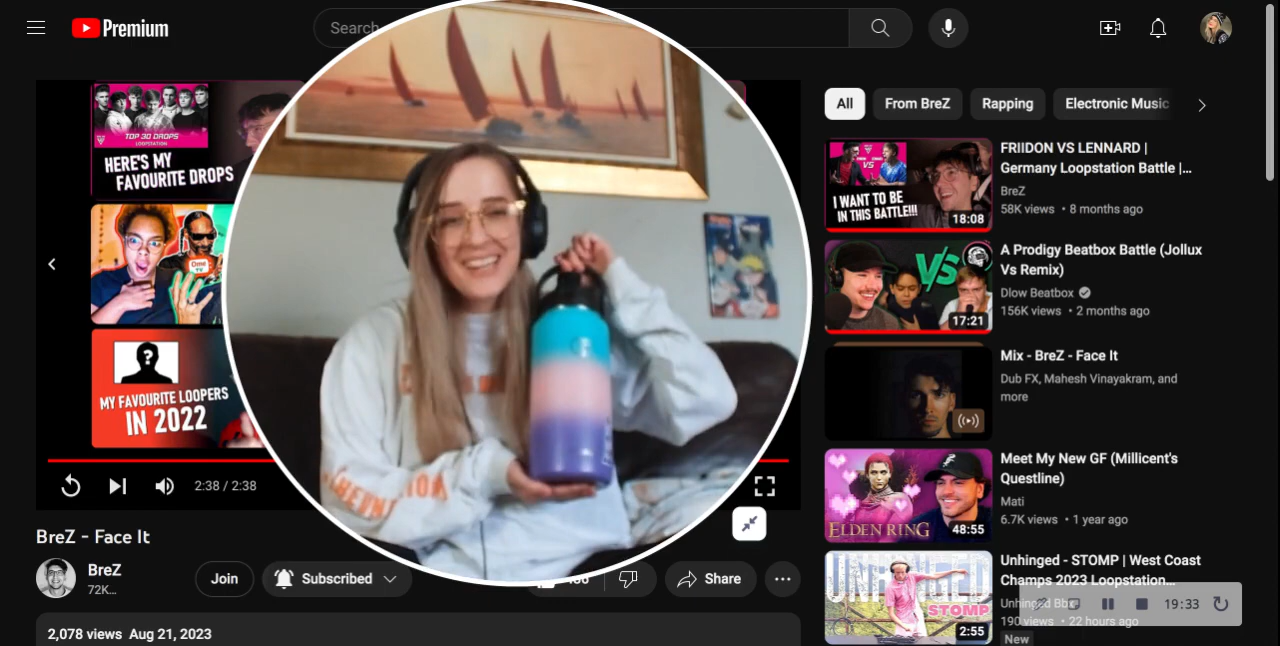 Premium
Search
TOP 30 DROPS
LOOPSTATION
HERE'S MY
FAVOURITE DROPS
Ome
TV
MY FAVOURITE LOOPERS
IN 2022
2:38 / 2:38
BreZ - Face It
BreZ
72K...
Join
Subscribed
Share
2,078 views Aug 21, 2023
All
From BreZ
Rapping
Electronic Music
VS
I WANT TO BE
IN THIS BATTLE!!!
18:08
FRIIDON VS LENNARD |
Germany Loopstation Battle |...
BreZ
58K views • 8 months ago
VS
17:21
A Prodigy Beatbox Battle (Jollux
Vs Remix)
Dlow Beatbox
156K views • 2 months ago
Mix - BreZ - Face It
Dub FX, Mahesh Vinayakram, and
more
ELDEN RING
48:55
Meet My New GF (Millicent's
Questline)
Mati
6.7K views • 1 year ago
UNHINGED
STOMP
2:55
Unhinged - STOMP | West Coast
Champs 2023 Loopstation...
Unhinged Bbx
190 views • 22 hours ago
New
19:33